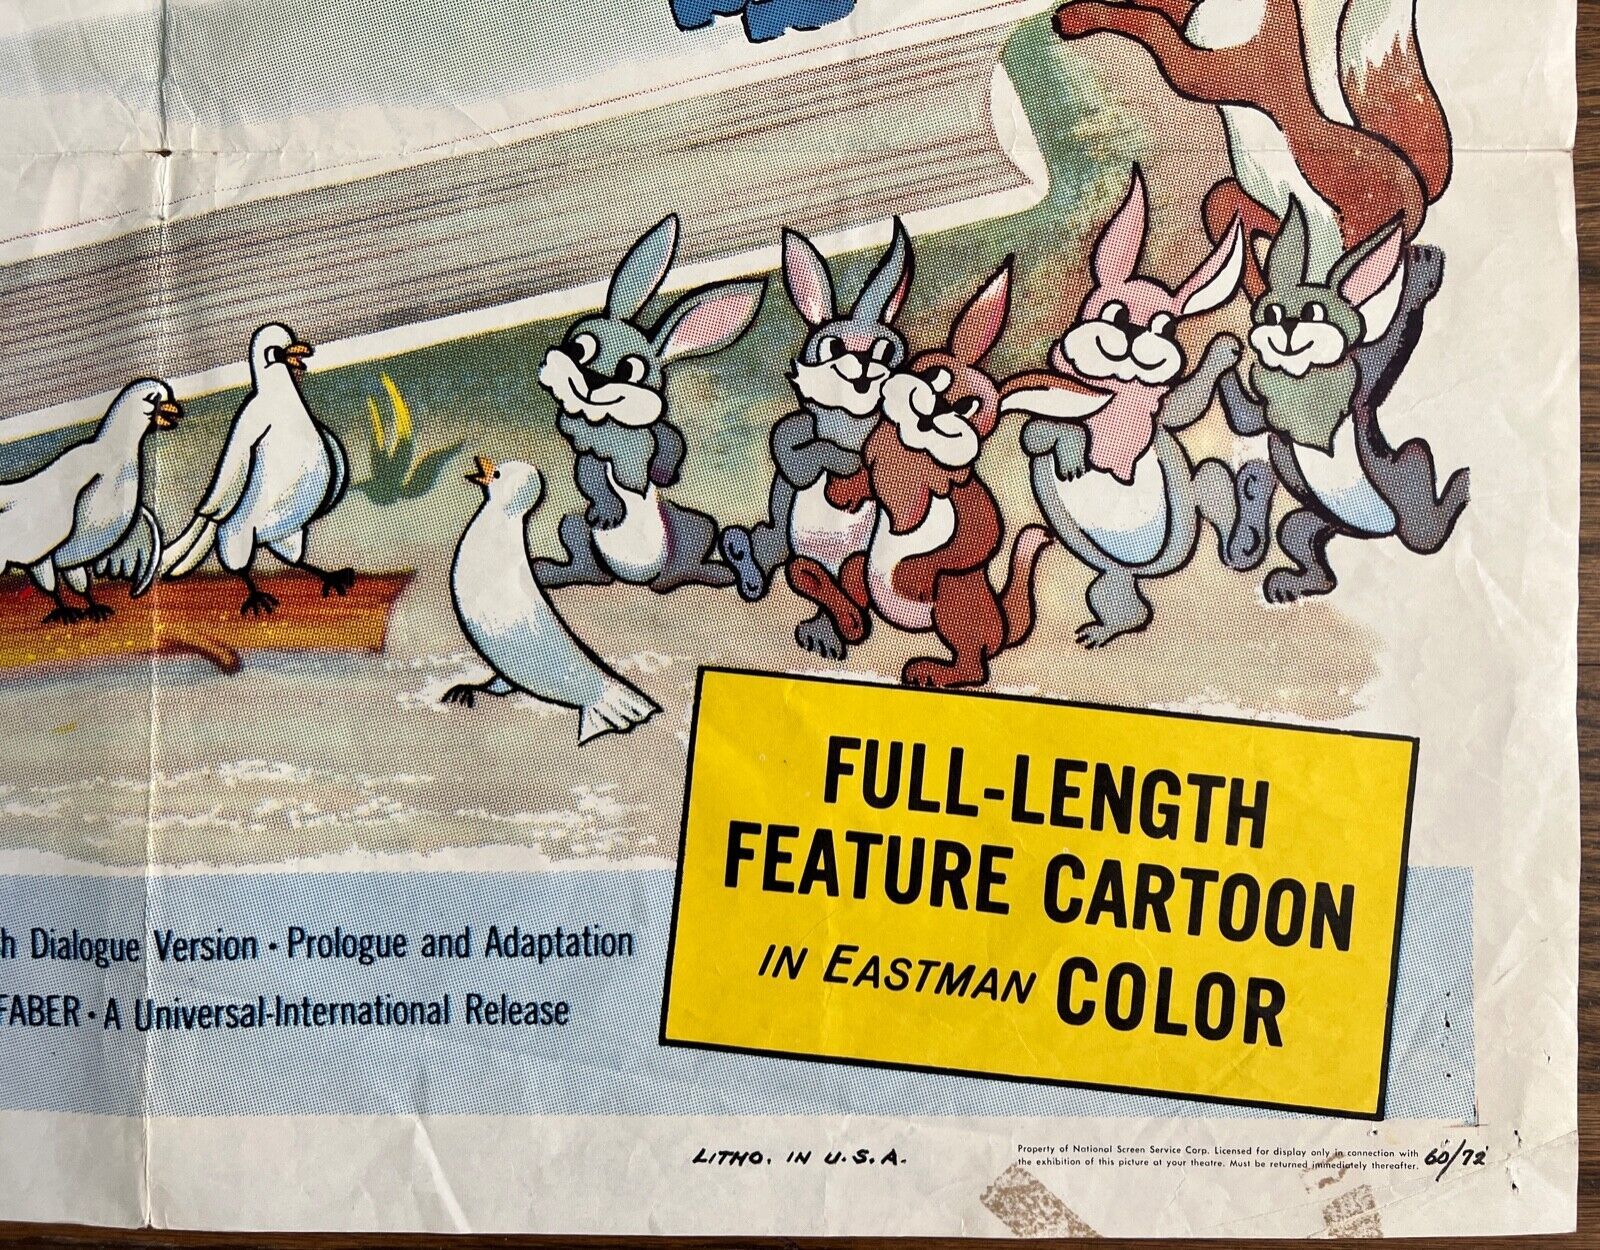 FULL-LENGTH
FEATURE CARTOON
IN EASTMAN COLOR
h Dialogue Version • Prologue and Adaptation
FABER • A Universal-International Release
LITHO. IN U.S.A.
Property of National Screen Service Corp. Licensed for display only in connection with
the exhibition of this picture at your theatre. Must be returned immediately thereafter.
60/72